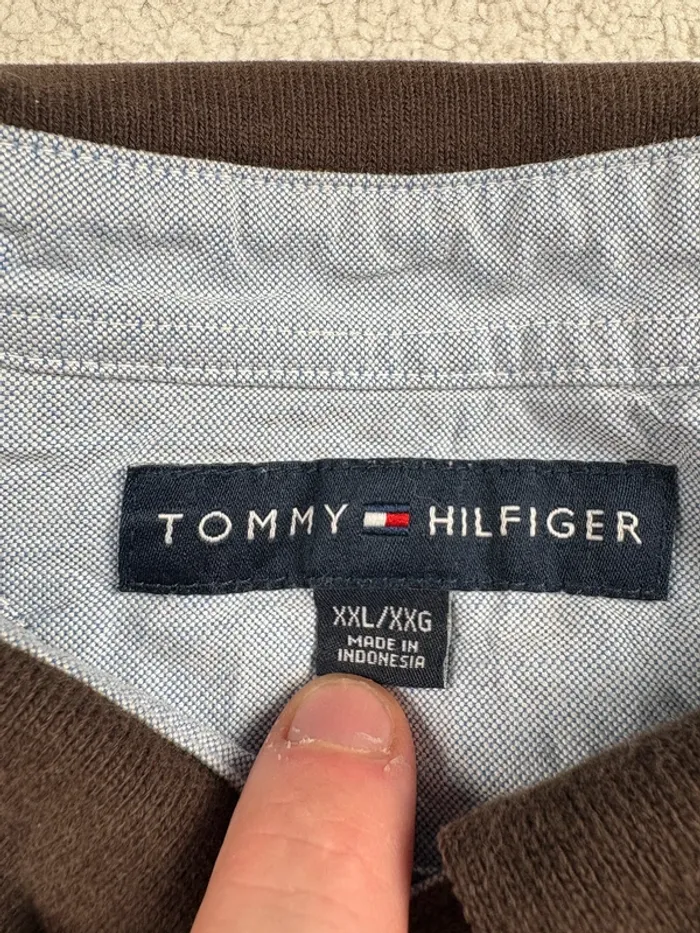 TOMMY HILFIGER
XXL/XXG
MADE IN
INDONESIA